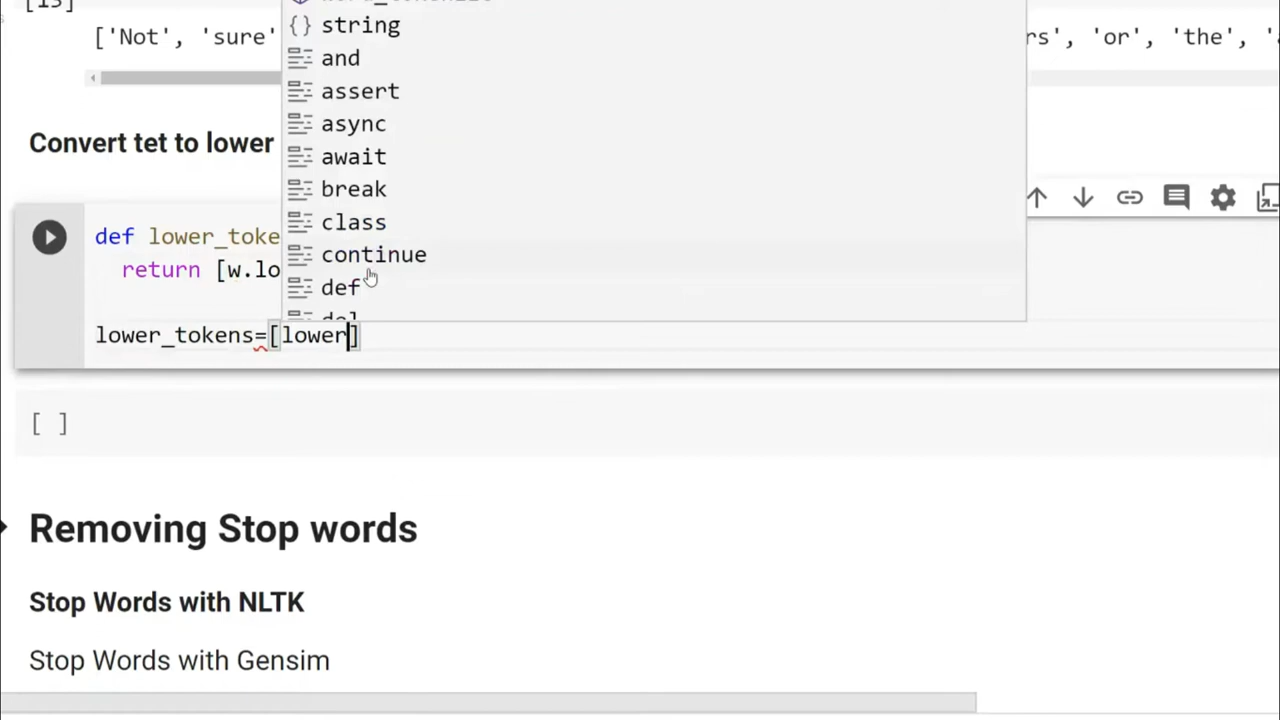 [13]
['Not', 'sure'
rs', 'or', 'the',
string
and
assert
async
await
break
class
continue
def
del
Convert tet to lower
def lower_toke
return [w.lo
lower_tokens=[lower]
[ ]
Removing Stop words
Stop Words with NLTK
Stop Words with Gensim